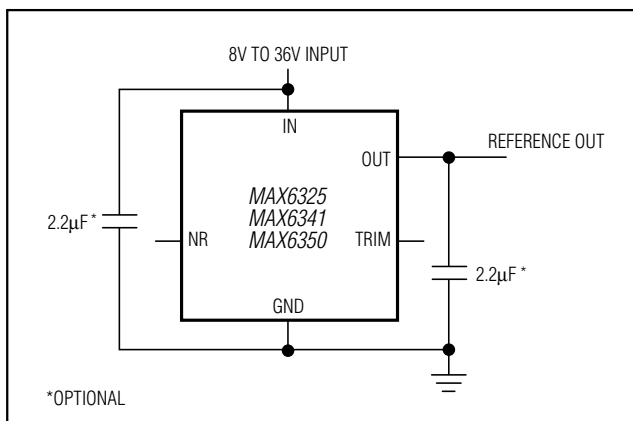 8V TO 36V INPUT
IN
OUT
REFERENCE OUT
MAX6325
MAX6341
MAX6350
2.2μF*
NR
TRIM
2.2μF*
GND
*OPTIONAL